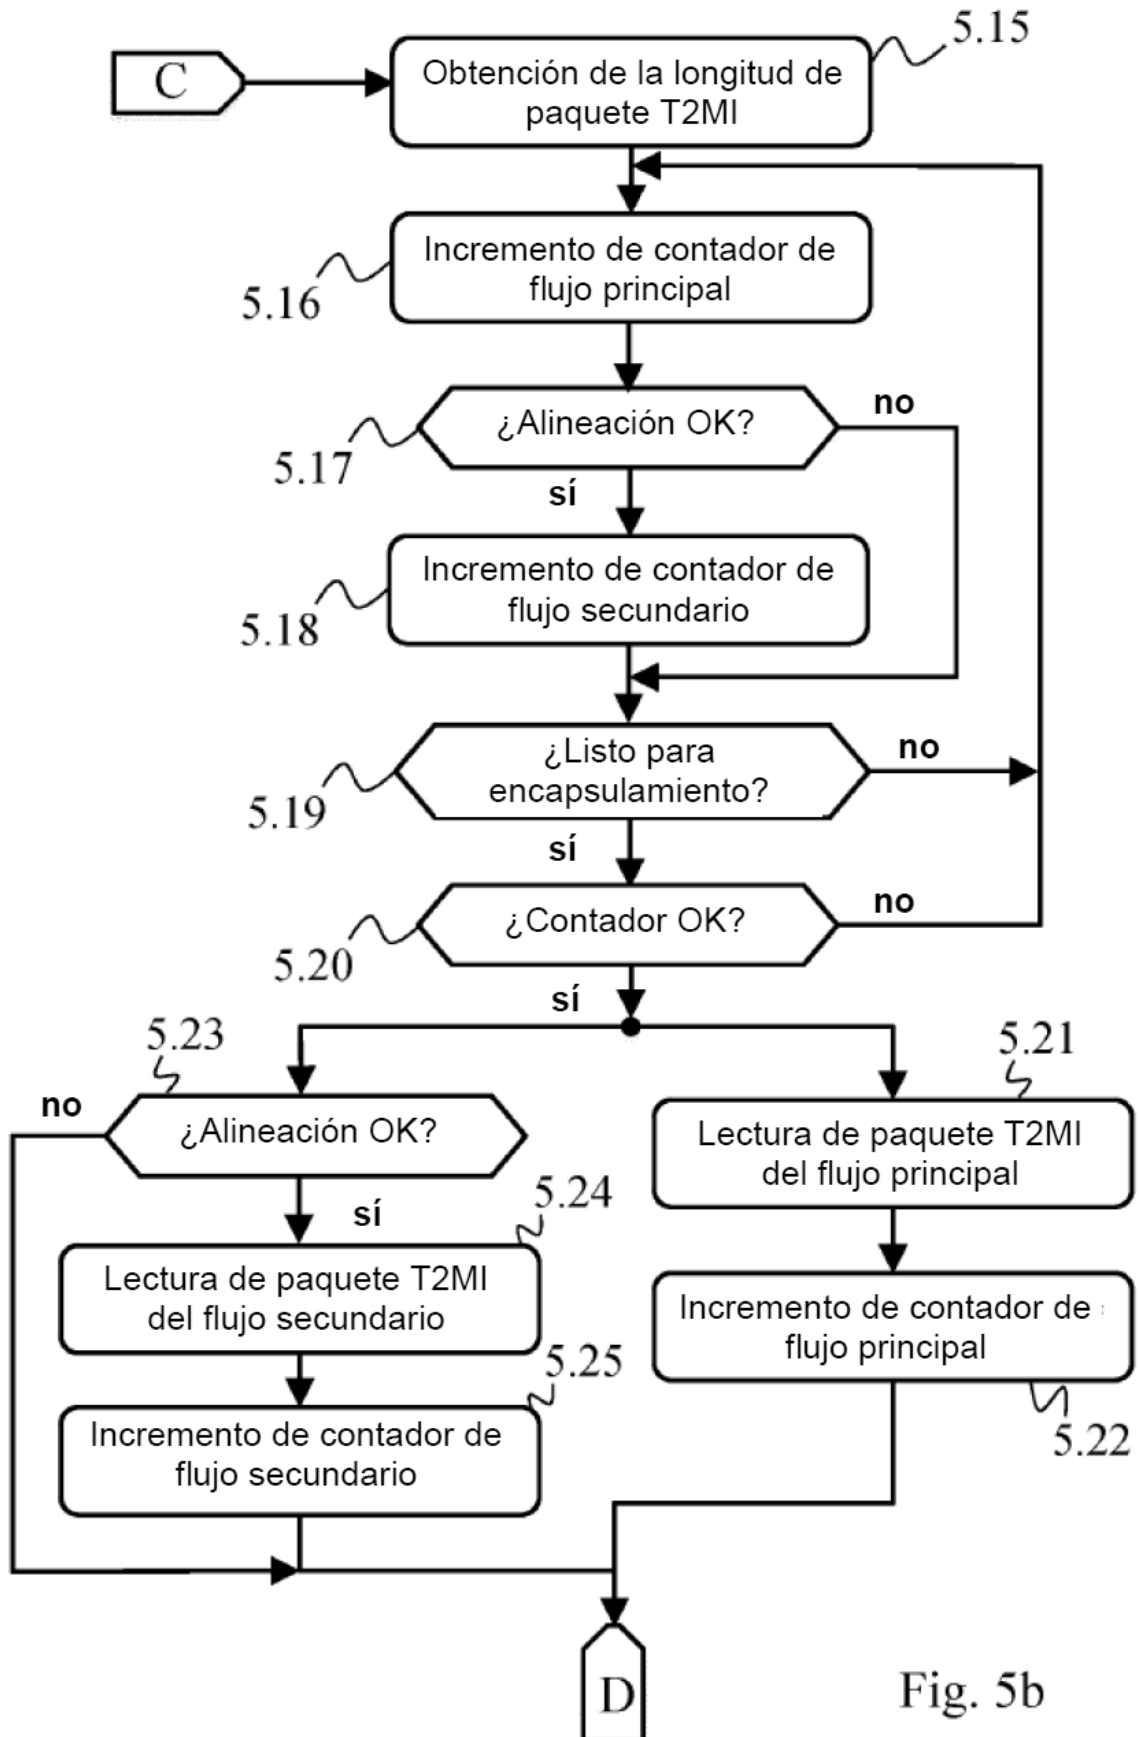 5.15
C
Obtención de la longitud de
paquete T2MI
Incremento de contador de
flujo principal
5.16
¿Alineación OK?
no
5.17
sí
Incremento de contador de
flujo secundario
5.18
¿Listo para
encapsulamiento?
no
5.19
sí
¿Contador OK?
no
5.20
sí
5.23
5.21
no
¿Alineación OK?
Lectura de paquete T2MI
del flujo principal
sí
5.24
Lectura de paquete T2MI
del flujo secundario
Incremento de contador de
flujo principal
5.25
5.22
Incremento de contador de
flujo secundario
D
Fig. 5b